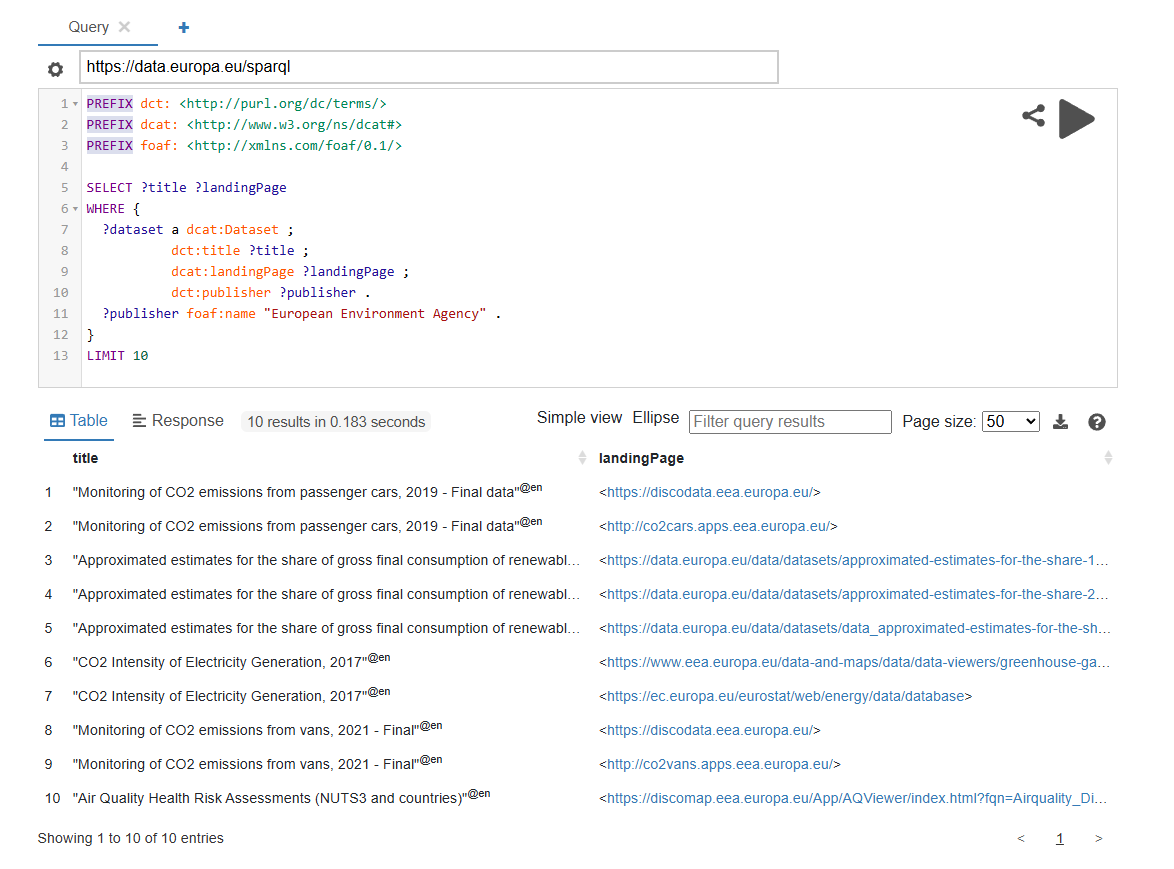 Query
https://data.europa.eu/sparql
1 PREFIX dct: <http://purl.org/dc/terms/>
2 PREFIX dcat: <http://www.w3.org/ns/dcat#>
3 PREFIX foaf: <http://xmlns.com/foaf/0.1/>
4
5 SELECT ?title ?landingPage
6 WHERE {
7 ?dataset a dcat:Dataset ;
8 dct:title ?title ;
9 dcat:landingPage ?landingPage ;
10 dct:publisher ?publisher .
11 ?publisher foaf:name "European Environment Agency" .
12 }
13 LIMIT 10
Table Response 10 results in 0.183 seconds Simple view Ellipse Filter query results Page size: 50
title landingPage
1 "Monitoring of CO2 emissions from passenger cars, 2019 - Final data"@en <https://discodata.eea.europa.eu/>
2 "Monitoring of CO2 emissions from passenger cars, 2019 - Final data"@en <http://co2cars.apps.eea.europa.eu/>
3 "Approximated estimates for the share of gross final consumption of renewabl... <https://data.europa.eu/data/datasets/approximated-estimates-for-the-share-1...
4 "Approximated estimates for the share of gross final consumption of renewabl... <https://data.europa.eu/data/datasets/approximated-estimates-for-the-share-2...
5 "Approximated estimates for the share of gross final consumption of renewabl... <https://data.europa.eu/data/datasets/data_approximated-estimates-for-the-sh...
6 "CO2 Intensity of Electricity Generation, 2017"@en <https://www.eea.europa.eu/data-and-maps/data/data-viewers/greenhouse-ga...
7 "CO2 Intensity of Electricity Generation, 2017"@en <https://ec.europa.eu/eurostat/web/energy/data/database>
8 "Monitoring of CO2 emissions from vans, 2021 - Final"@en <https://discodata.eea.europa.eu/>
9 "Monitoring of CO2 emissions from vans, 2021 - Final"@en <http://co2vans.apps.eea.europa.eu/>
10 "Air Quality Health Risk Assessments (NUTS3 and countries)"@en <https://discomap.eea.europa.eu/App/AQViewer/index.html?fqn=Airquality_Di...
Showing 1 to 10 of 10 entries < 1 >